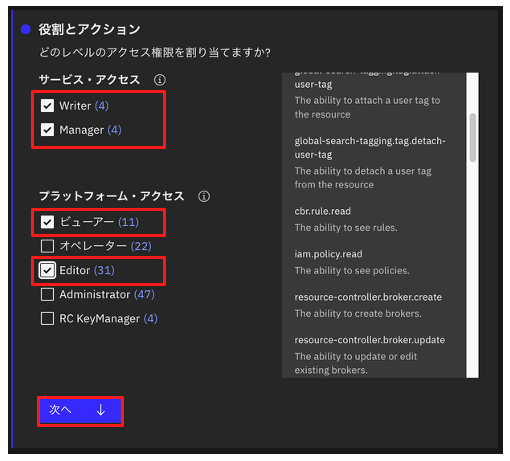 役割とアクション
どのレベルのアクセス権限を割り当てますか?
サービス・アクセス
Writer (4)
Manager (4)
プラットフォーム・アクセス
ビューアー (11)
オペレーター (22)
Editor (31)
Administrator (47)
RC KeyManager (4)
次へ ↓
global-search-tagging.tag.attach-
user-tag
The ability to attach a user tag to
the resource
global-search-tagging.tag.detach-
user-tag
The ability to detach a user tag
from the resource
cbr.rule.read
The ability to see rules.
iam.policy.read
The ability to see policies.
resource-controller.broker.create
The ability to create brokers.
resource-controller.broker.update
The ability to update or edit
existing brokers.